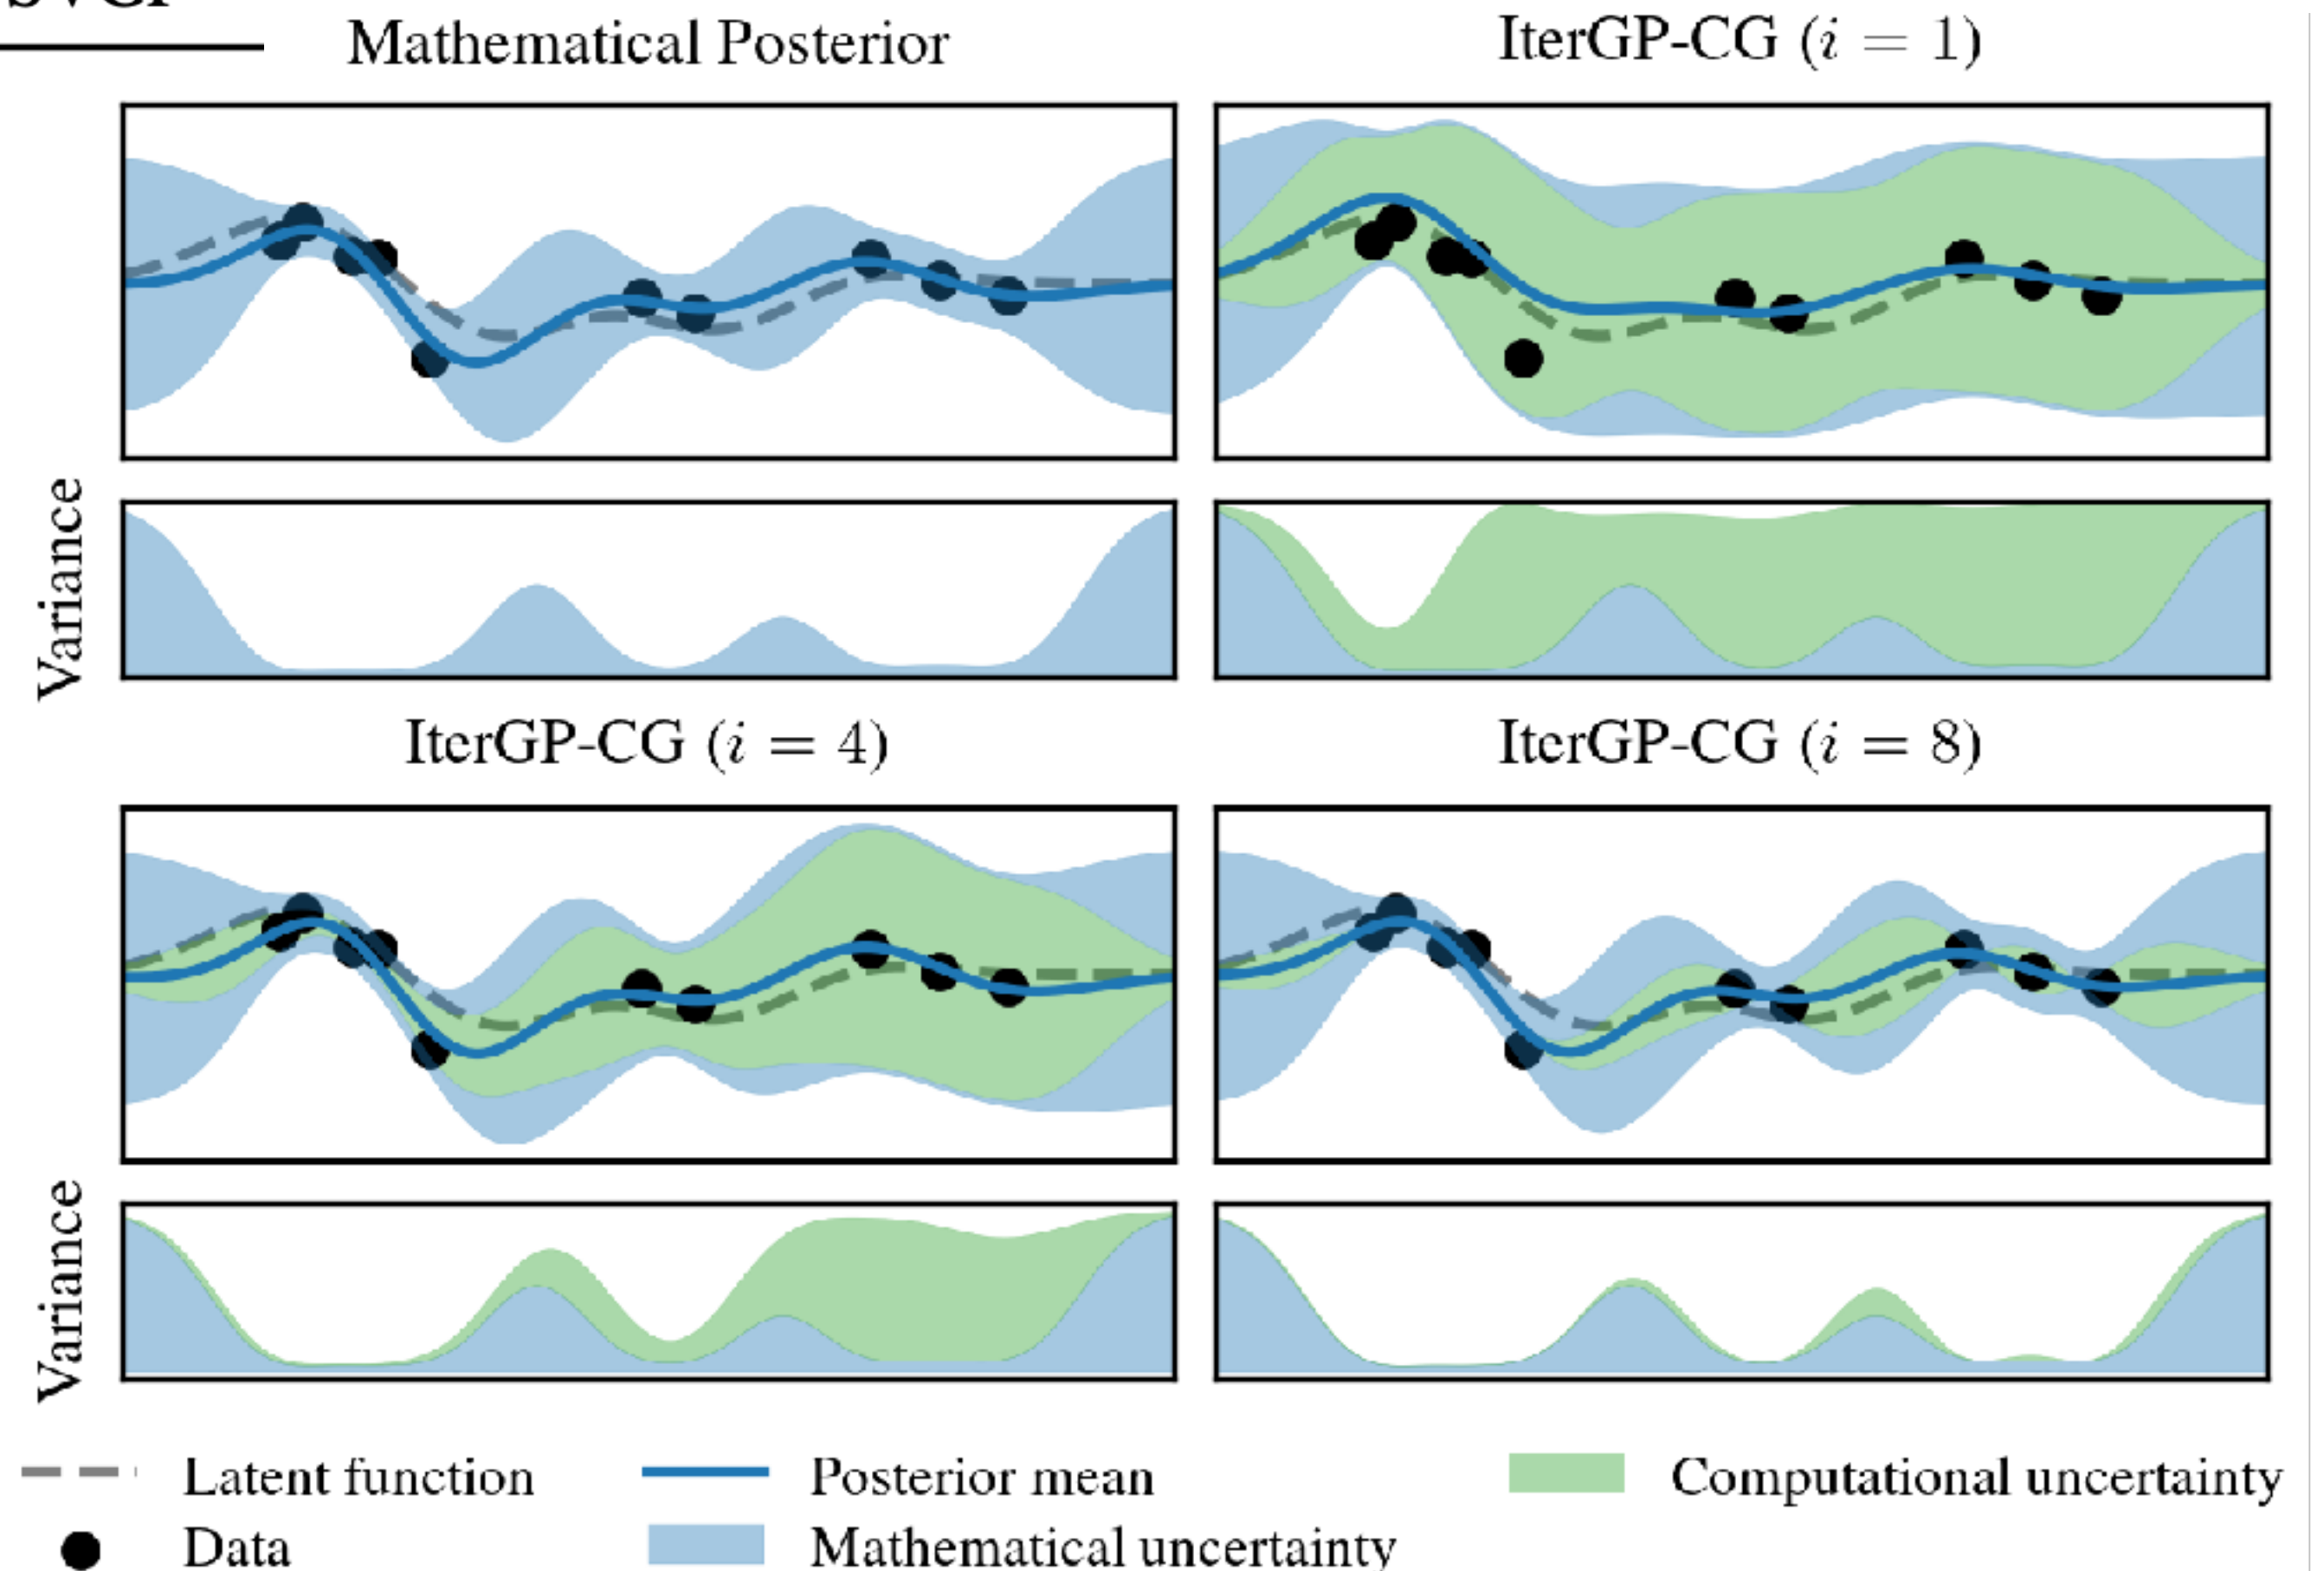 Mathematical Posterior
IterGP-CG (i = 1)
Variance
IterGP-CG (i = 4)
IterGP-CG (i = 8)
Variance
Latent function
Posterior mean
Computational uncertainty
Data
Mathematical uncertainty